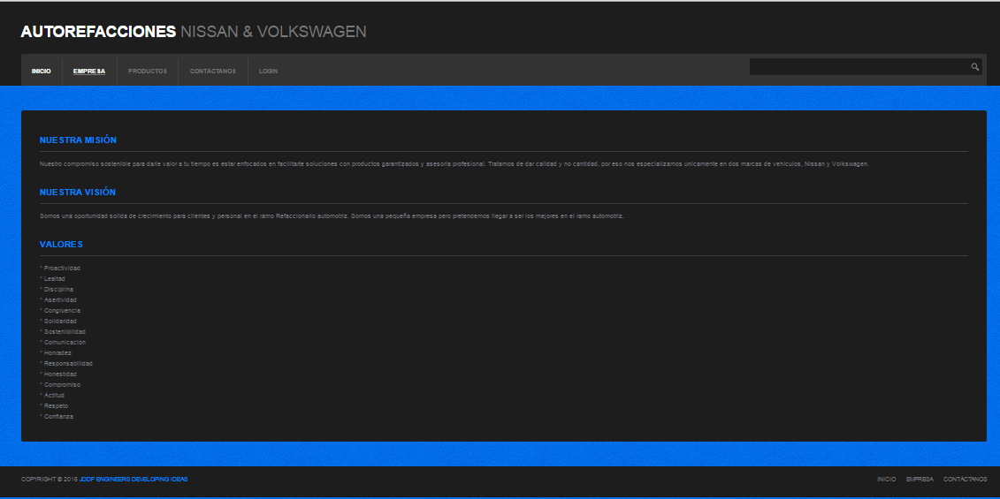 AUTOREFACCIONES NISSAN & VOLKSWAGEN
INICIO EMPRESA PRODUCTOS CONTÁCTANOS LOGIN
NUESTRA MISIÓN
Nuestro compromiso sostenible para darle valor a tu tiempo es estar enfocados en facilitarte soluciones con productos garantizados y asesoria profesional. Tratamos de dar calidad y no cantidad, por eso nos especializamos unicamente en dos marcas de vehículos, Nissan y Volkswagen.
NUESTRA VISIÓN
Somos una oportunidad solida de crecimiento para clientes y personal en el ramo Refaccionario automotriz. Somos una pequeña empresa pero pretendemos llegar a ser los mejores en el ramo automotriz.
VALORES
* Proactividad
* Lealtad
* Disciplina
* Asertividad
* Congruencia
* Solidaridad
* Sostenibilidad
* Comunicación
* Honradez
* Responsabilidad
* Honestidad
* Compromiso
* Actitud
* Respeto
* Confianza
COPYRIGHT © 2016 JDDP ENGINEERS DEVELOPING IDEAS INICIO EMPRESA CONTÁCTANOS